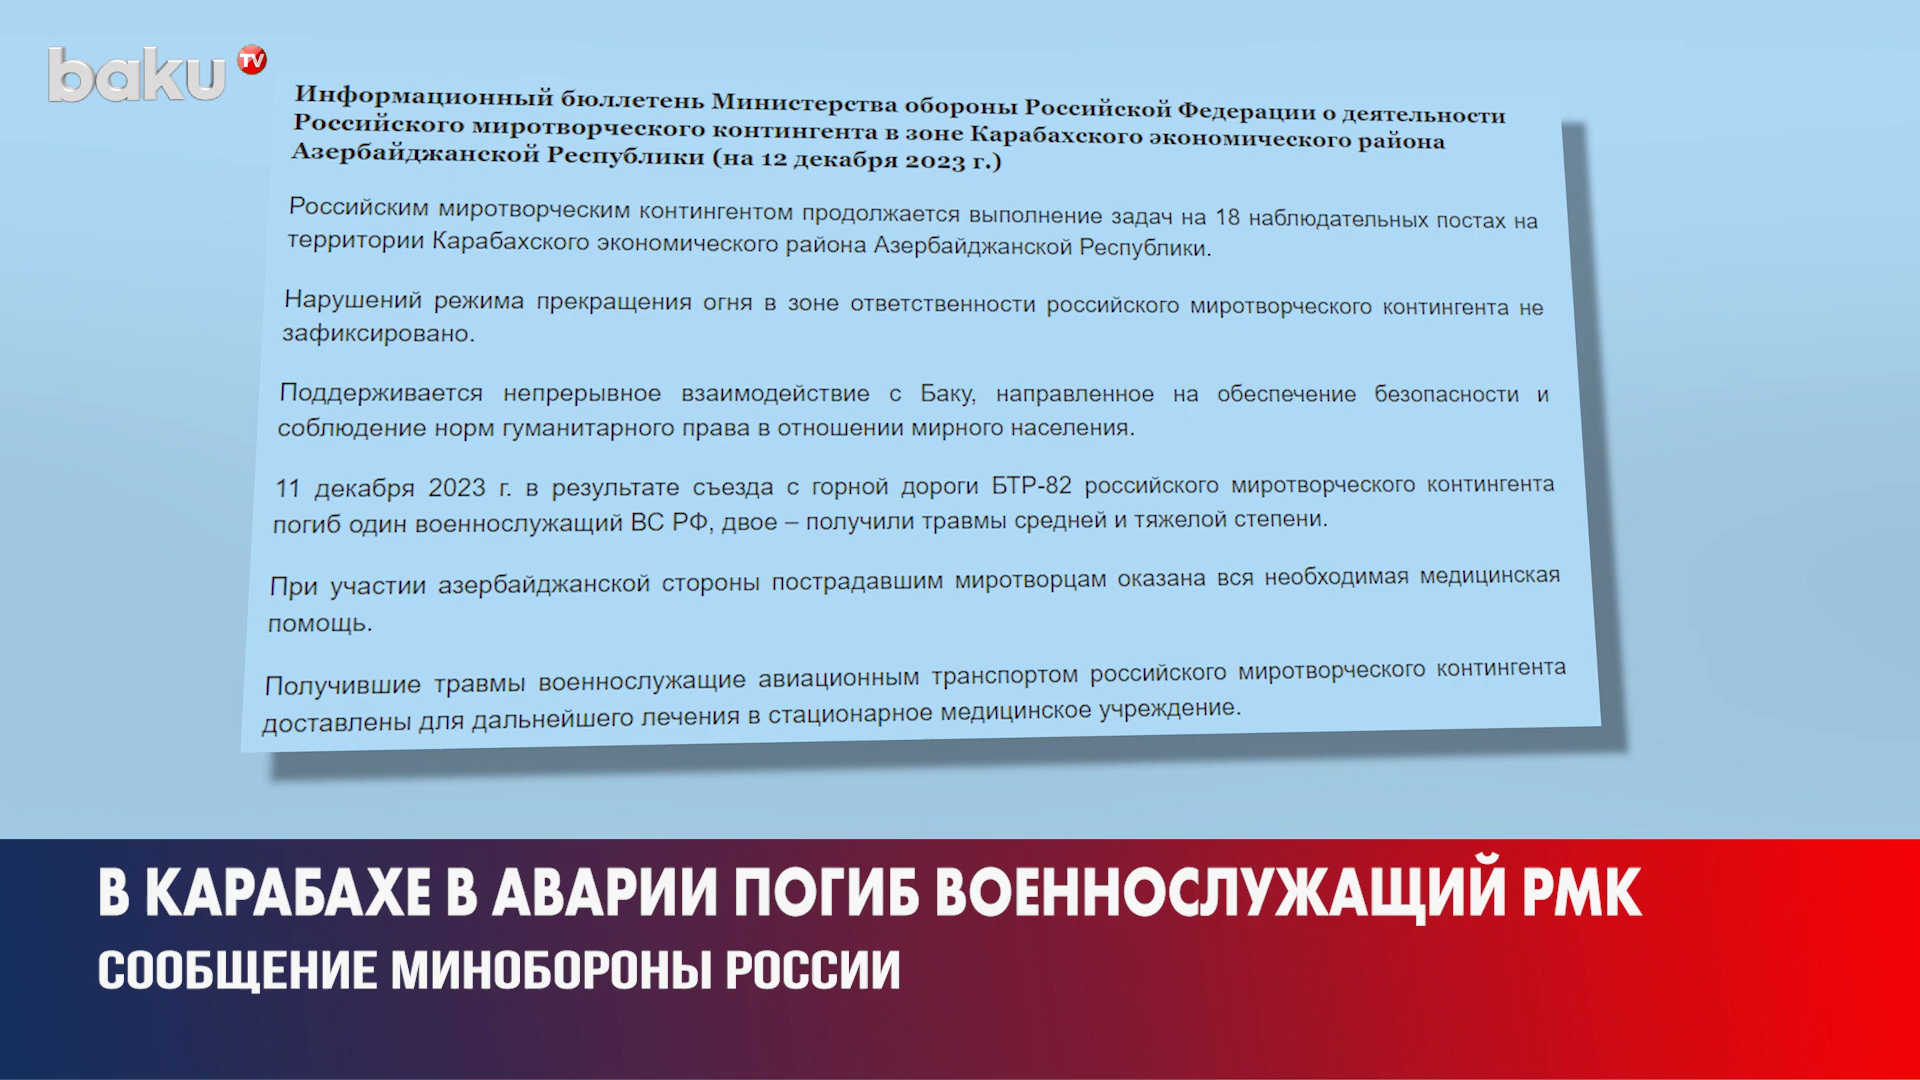 baku TV
Информационный бюллетень Министерства обороны Российской Федерации о деятельности
Российского миротворческого контингента в зоне Карабахского экономического района
Азербайджанской Республики (на 12 декабря 2023 г.)
Российским миротворческим контингентом продолжается выполнение задач на 18 наблюдательных постах на
территории Карабахского экономического района Азербайджанской Республики.
Нарушений режима прекращения огня в зоне ответственности российского миротворческого контингента не
зафиксировано.
Поддерживается непрерывное взаимодействие с Баку, направленное на обеспечение безопасности и
соблюдение норм гуманитарного права в отношении мирного населения.
11 декабря 2023 г. в результате съезда с горной дороги БТР-82 российского миротворческого контингента
погиб один военнослужащий ВС РФ, двое – получили травмы средней и тяжелой степени.
При участии азербайджанской стороны пострадавшим миротворцам оказана вся необходимая медицинская
помощь.
Получившие травмы военнослужащие авиационным транспортом российского миротворческого контингента
доставлены для дальнейшего лечения в стационарное медицинское учреждение.
В КАРАБАХЕ В АВАРИИ ПОГИБ ВОЕННОСЛУЖАЩИЙ РМК
СООБЩЕНИЕ МИНОБОРОНЫ РОССИИ